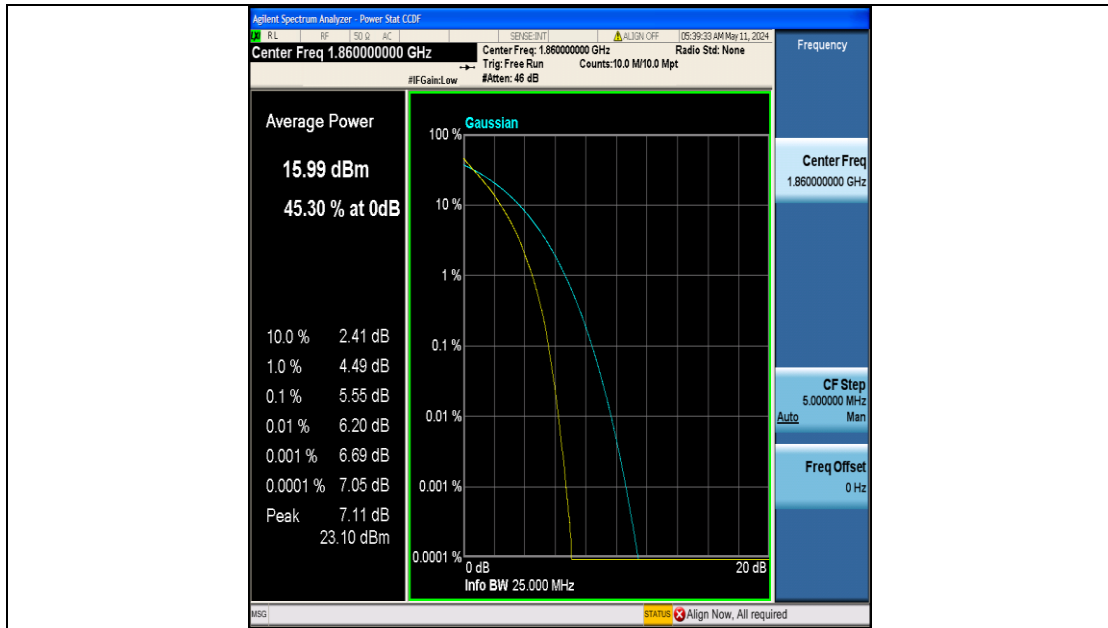 Agilent Spectrum Analyzer - Power Stat CCDF
RL RF 50 Ω AC SENSE:INT ALIGN OFF 05:39:33 AM May 11, 2024
Center Freq 1.860000000 GHz
Center Freq: 1.860000000 GHz Radio Std: None
Trig: Free Run Counts:10.0 M/10.0 Mpt
#IFGain:Low #Atten: 46 dB
Frequency
Average Power
15.99 dBm
45.30 % at 0dB
10.0 % 2.41 dB
1.0 % 4.49 dB
0.1 % 5.55 dB
0.01 % 6.20 dB
0.001 % 6.69 dB
0.0001 % 7.05 dB
Peak 7.11 dB
23.10 dBm
Gaussian
100 %
10 %
1 %
0.1 %
0.01 %
0.001 %
0.0001 %
0 dB 20 dB
Info BW 25.000 MHz
Center Freq
1.860000000 GHz
CF Step
5.000000 MHz
Auto Man
Freq Offset
0 Hz
MSG STATUS Align Now, All required